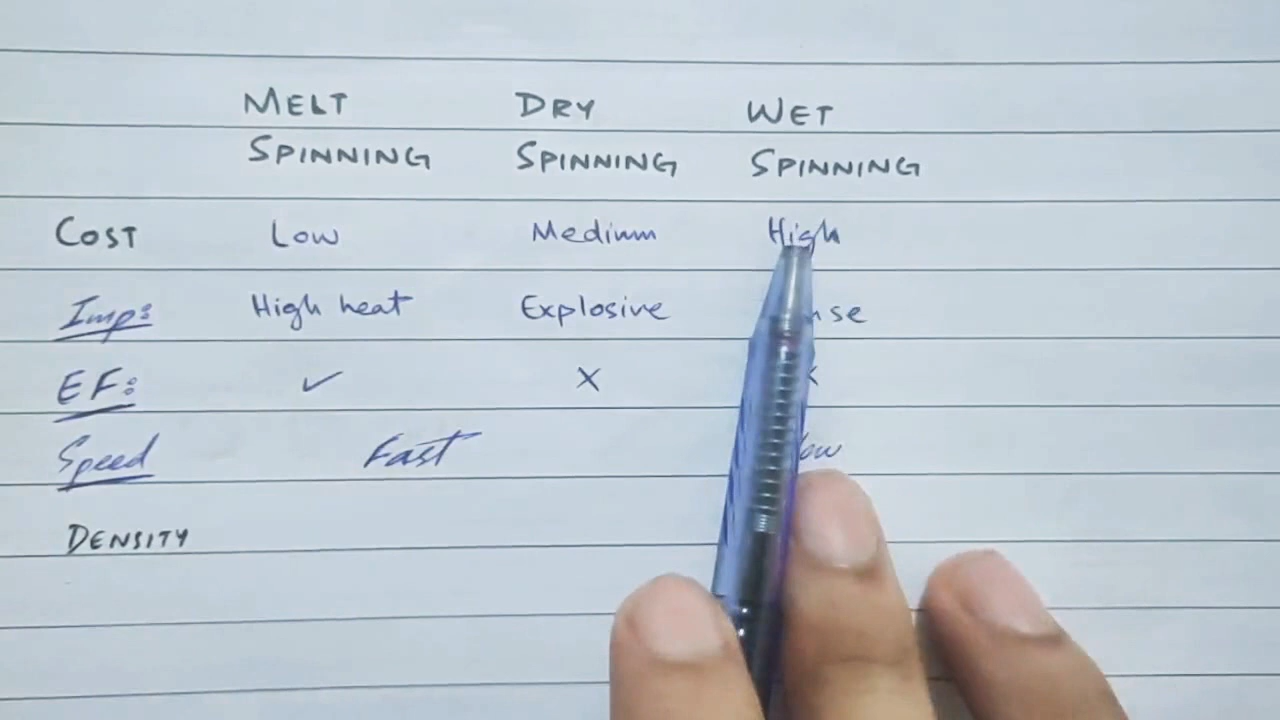 MELT DRY WET
SPINNING SPINNING SPINNING
COST Low Medium High
Imp: High heat Explosive
EF: ✓ X
Speed Fast
DENSITY